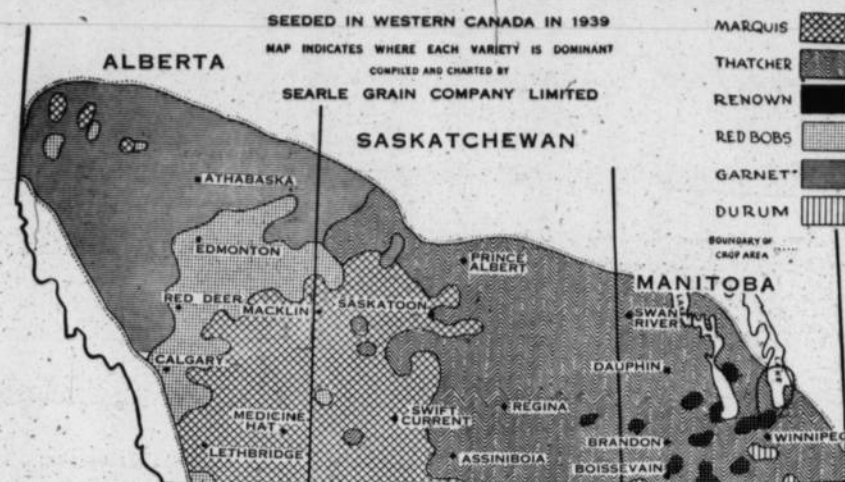 SEEDED IN WESTERN CANADA IN 1939
MAP INDICATES WHERE EACH VARIETY IS DOMINANT
COMPILED AND CHARTED BY
SEARLE GRAIN COMPANY LIMITED
MARQUIS
THATCHER
RENOWN
RED BOBS
GARNET
DURUM
BOUNDARY OF
CROP AREA
ALBERTA
SASKATCHEWAN
MANITOBA
ATHABASKA
EDMONTON
PRINCE
ALBERT
RED DEER
MACKLIN
SASKATOON
SWAN
RIVER
CALGARY
DAUPHIN
MEDICINE
HAT
SWIFT
CURRENT
REGINA
LETHBRIDGE
ASSINIBOIA
BRANDON
WINNIPEG
BOISSEVAIN